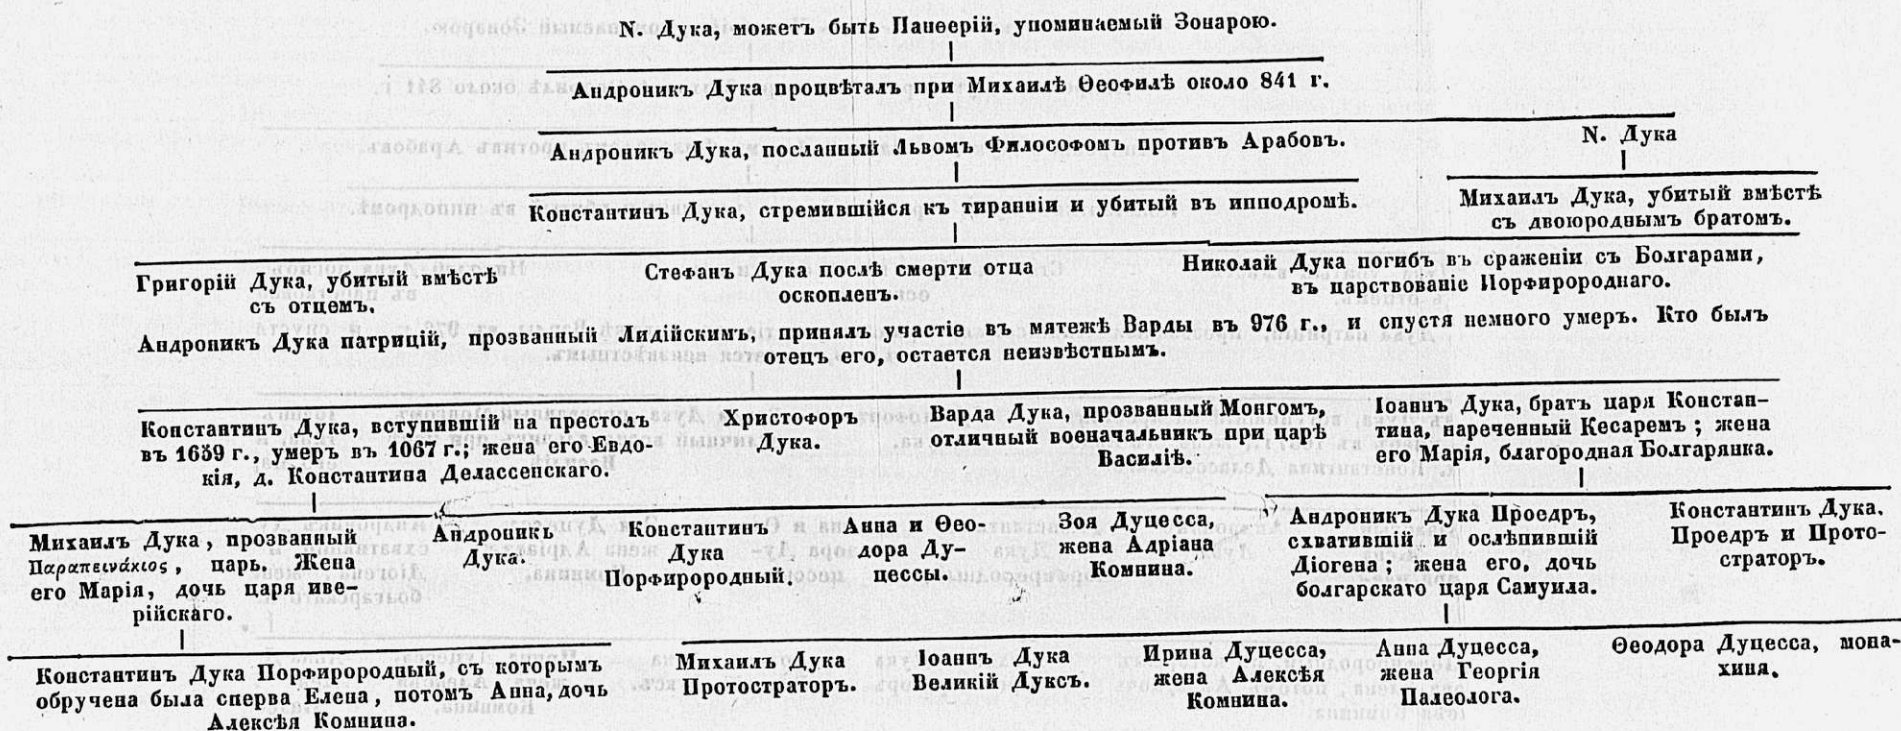 N. Дука, можетъ быть Панѳерій, упоминаемый Зонарою.
Андроникъ Дука процвѣталъ при Михаилѣ Ѳеофилѣ около 841 г.
Андроникъ Дука, посланный Львомъ Философомъ противъ Арабовъ.
N. Дука
Константинъ Дука, стремившійся къ тиранніи и убитый въ ипподромѣ.
Михаилъ Дука, убитый вмѣстѣ
съ двоюроднымъ братомъ.
Григорій Дука, убитый вмѣстѣ
съ отцемъ.
Стефанъ Дука послѣ смерти отца
оскопленъ.
Николай Дука погибъ въ сраженіи съ Болгарами,
въ царствованіе Порфиророднаго.
Андроникъ Дука патрицій, прозванный Лидійскимъ, принялъ участіе въ мятежѣ Варды въ 976 г., и спустя немного умеръ. Кто былъ
отецъ его, остается неизвѣстнымъ.
Константинъ Дука, вступившій на престолъ
въ 1659 г., умеръ въ 1067 г.; жена его Евдо-
кія, д. Константина Делассенскаго.
Христофоръ
Дука.
Варда Дука, прозванный Монгомъ,
отличный военачальникъ при царѣ
Василіѣ.
Іоаннъ Дука, братъ царя Констан-
тина, нареченный Кесаремъ; жена
его Марія, благородная Болгарянка.
Михаилъ Дука, прозванный
Παραπεινάκιος, царь. Жена
его Марія, дочь царя иве-
рійскаго.
Андроникъ
Дука.
Константинъ
Дука
Порфирородный.
Анна и Ѳео-
дора Ду-
цессы.
Зоя Дуцесса,
жена Адріана
Комнина.
Андроникъ Дука Проедръ,
схватившій и ослѣпившій
Діогена; жена его, дочь
болгарскаго царя Самуила.
Константинъ Дука.
Проедръ и Прото-
страторъ.
Константинъ Дука Порфирородный, съ которымъ
обручена была сперва Елена, потомъ Анна, дочь
Алексѣя Комнина.
Михаилъ Дука
Протостраторъ.
Іоаннъ Дука
Великій Дуксъ.
Ирина Дуцесса,
жена Алексѣя
Комнина.
Анна Дуцесса,
жена Георгія
Палеолога.
Ѳеодора Дуцесса, мона-
хиня.